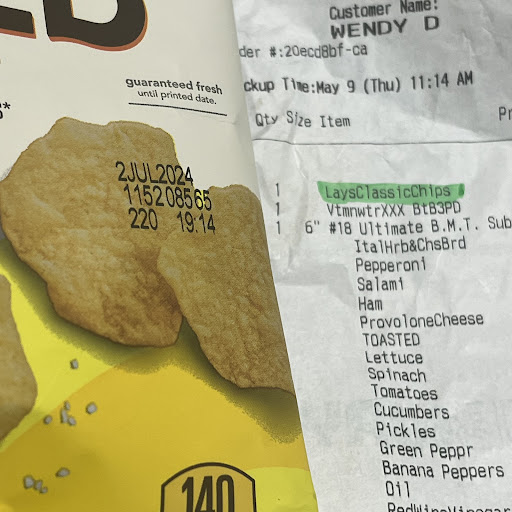 guaranteed fresh
until printed date.
2JUL2024
115208565
220 19:14
140
Customer Name:
WENDY D
der #:20ecd8bf-ca
ckup Time:May 9 (Thu) 11:14 AM
Qty Size Item Pr
1 LaysClassicChips
1 VtmnwtrXXX BtB3PD
1 6" #18 Ultimate B.M.T. Sub
ItalHrb&ChsBrd
Pepperoni
Salami
Ham
ProvoloneCheese
TOASTED
Lettuce
Spinach
Tomatoes
Cucumbers
Pickles
Green Peppr
Banana Peppers
Oil
RedWineVinegar